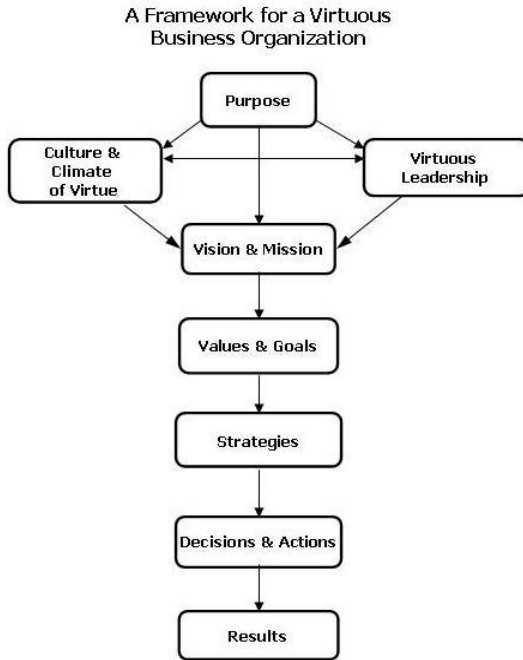 A Framework for a Virtuous
Business Organization
Purpose
Culture &
Climate
of Virtue
Virtuous
Leadership
Vision & Mission
Values & Goals
Strategies
Decisions & Actions
Results